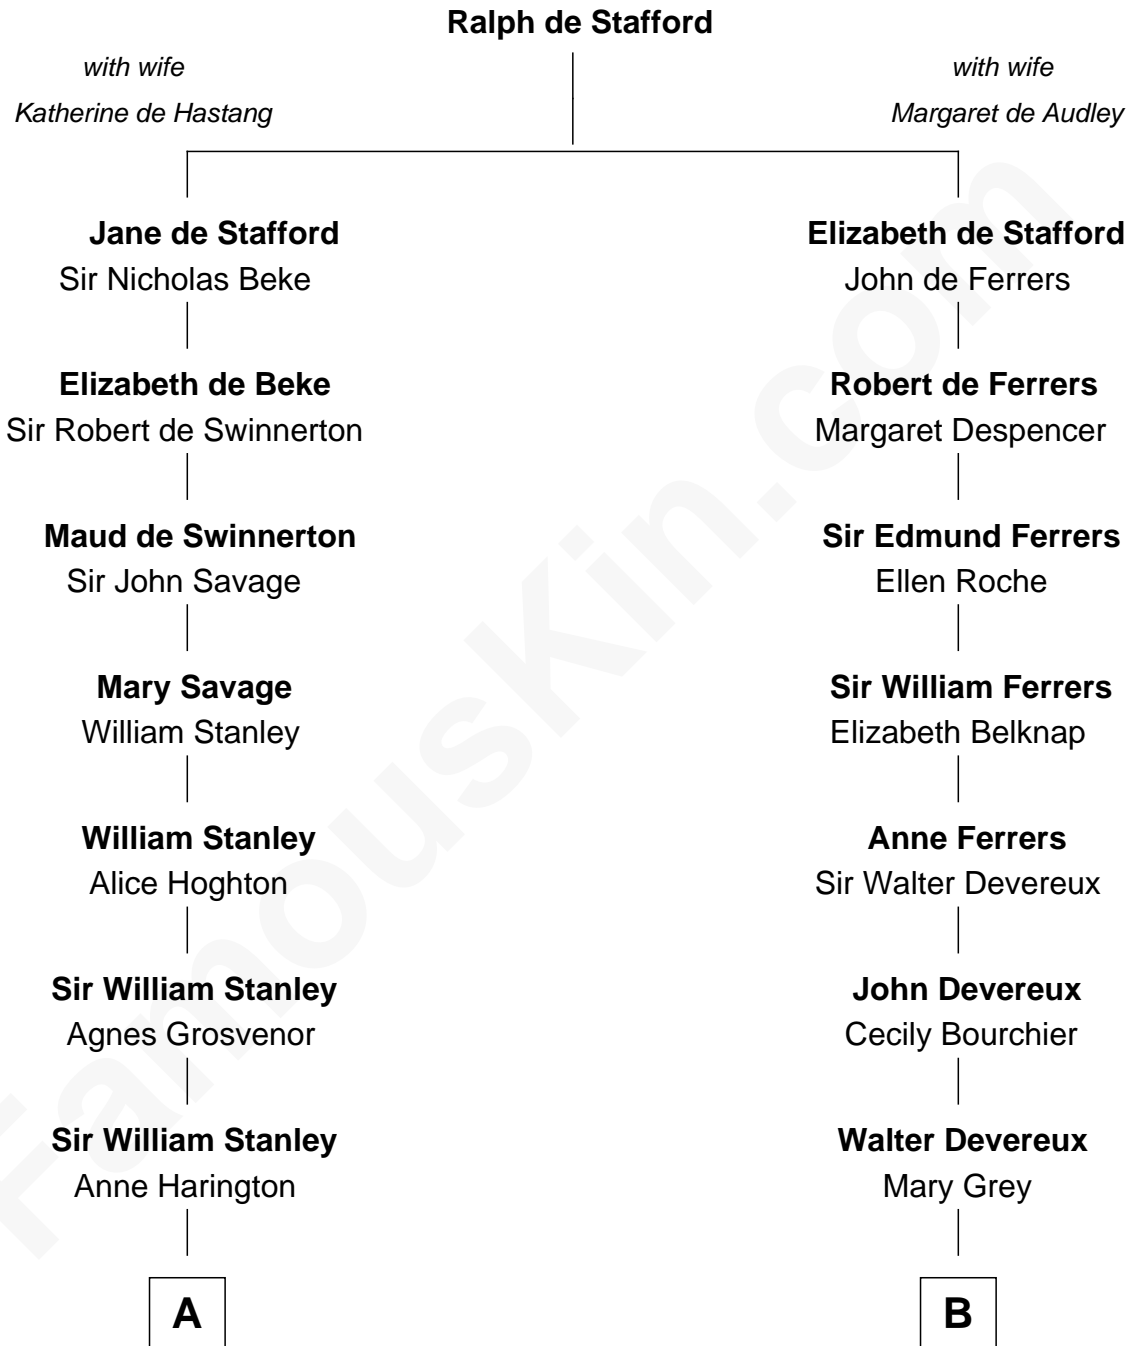 Ralph de Stafford
with wife
Katherine de Hastang
with wife
Margaret de Audley
Jane de Stafford
Sir Nicholas Beke
Elizabeth de Stafford
John de Ferrers
Elizabeth de Beke
Sir Robert de Swinnerton
Robert de Ferrers
Margaret Despencer
Maud de Swinnerton
Sir John Savage
Sir Edmund Ferrers
Ellen Roche
Mary Savage
William Stanley
Sir William Ferrers
Elizabeth Belknap
William Stanley
Alice Hoghton
Anne Ferrers
Sir Walter Devereux
Sir William Stanley
Agnes Grosvenor
John Devereux
Cecily Bourchier
Sir William Stanley
Anne Harington
Walter Devereux
Mary Grey
A
B
FamousKin.com